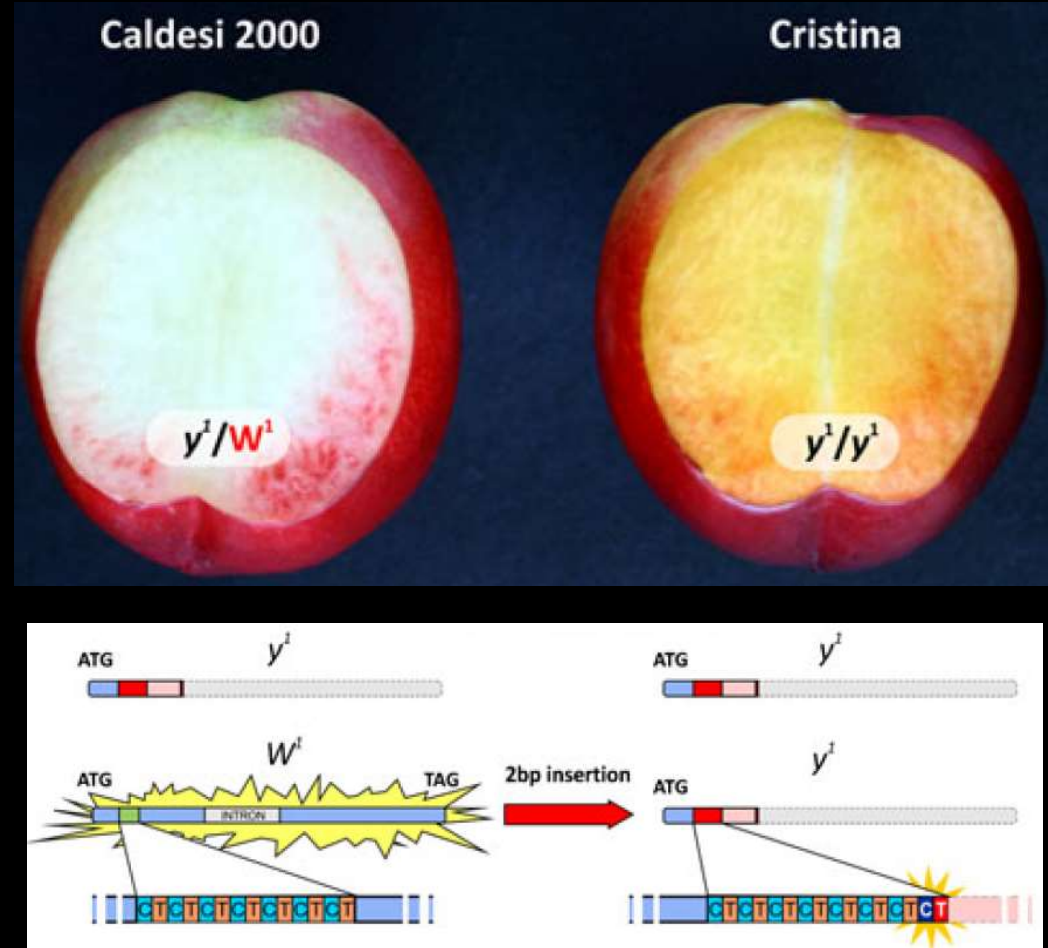 Caldesi 2000
Cristina
y¹/W¹
y¹/y¹
y¹
ATG
y¹
ATG
W¹
ATG
TAG
INTRON
2bp insertion
y¹
ATG
CTCTCTCTCTCTCT
CTCTCTCTCTCTCTCT